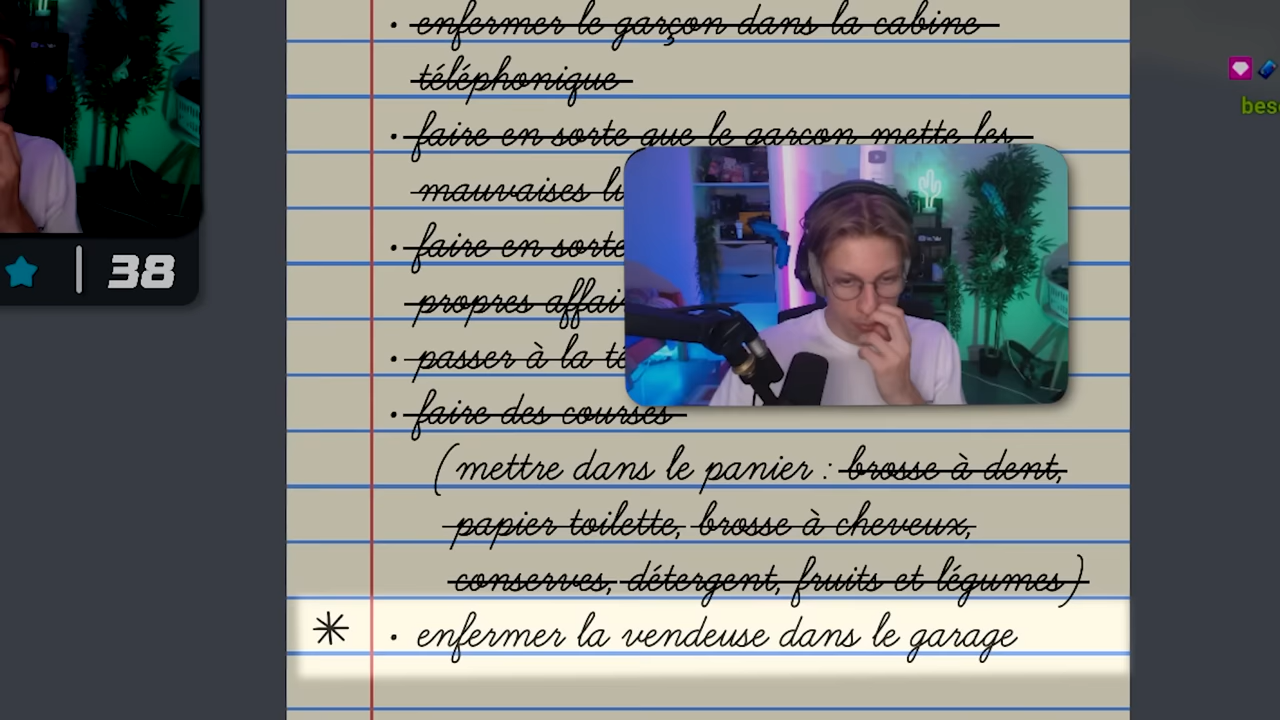 • enfermer le garçon dans la cabine
téléphonique
• faire en sorte que le garçon mette les
mauvaises
• faire en sorte
propres
• passer à la
• faire des courses
(mettre dans le panier : brosse à dent,
papier toilette, brosse à cheveux,
conserves, détergent, fruits et légumes)
* • enfermer la vendeuse dans le garage
38